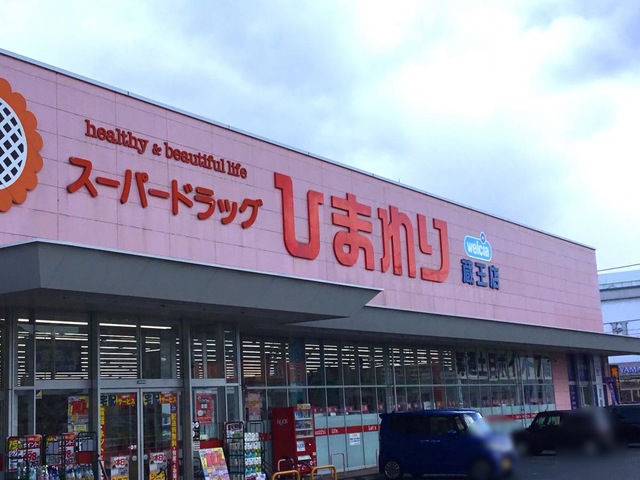 healthy & beautiful life
スーパードラッグ
ひまわり
welcia
蔵王店